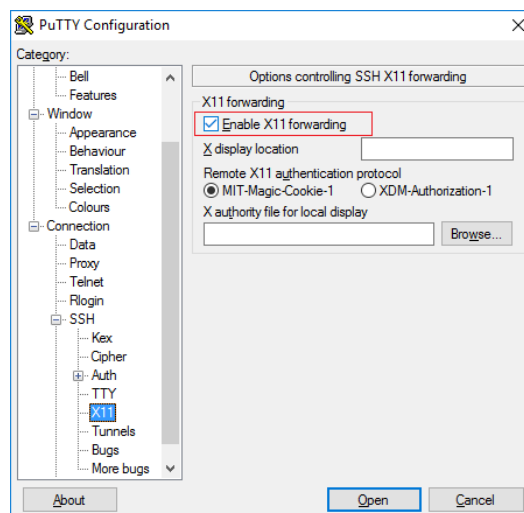 PuTTY Configuration
Category:
Bell
Features
Window
Appearance
Behaviour
Translation
Selection
Colours
Connection
Data
Proxy
Telnet
Rlogin
SSH
Kex
Cipher
Auth
TTY
X11
Tunnels
Bugs
More bugs
Options controlling SSH X11 forwarding
X11 forwarding
Enable X11 forwarding
X display location
Remote X11 authentication protocol
MIT-Magic-Cookie-1 XDM-Authorization-1
X authority file for local display
Browse...
About Open Cancel